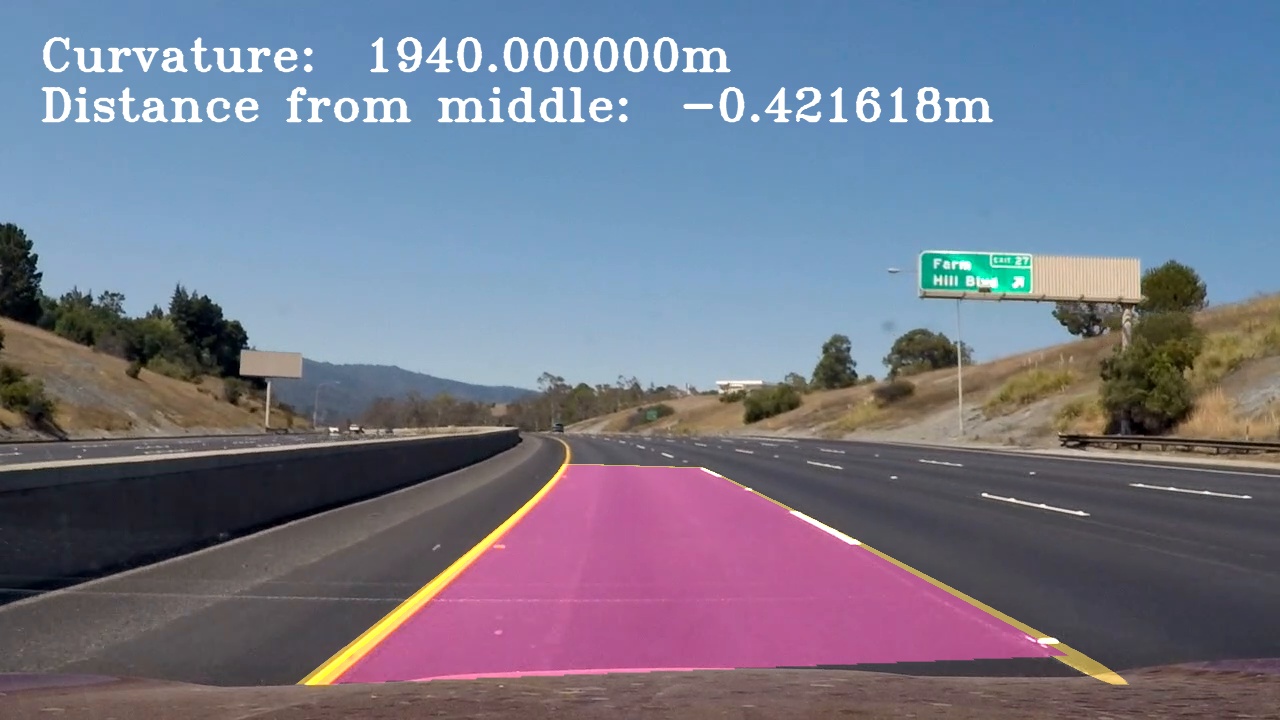 Curvature:  1940.000000m
Distance from middle:  -0.421618m
EXIT 27
Farm
Hill Blvd